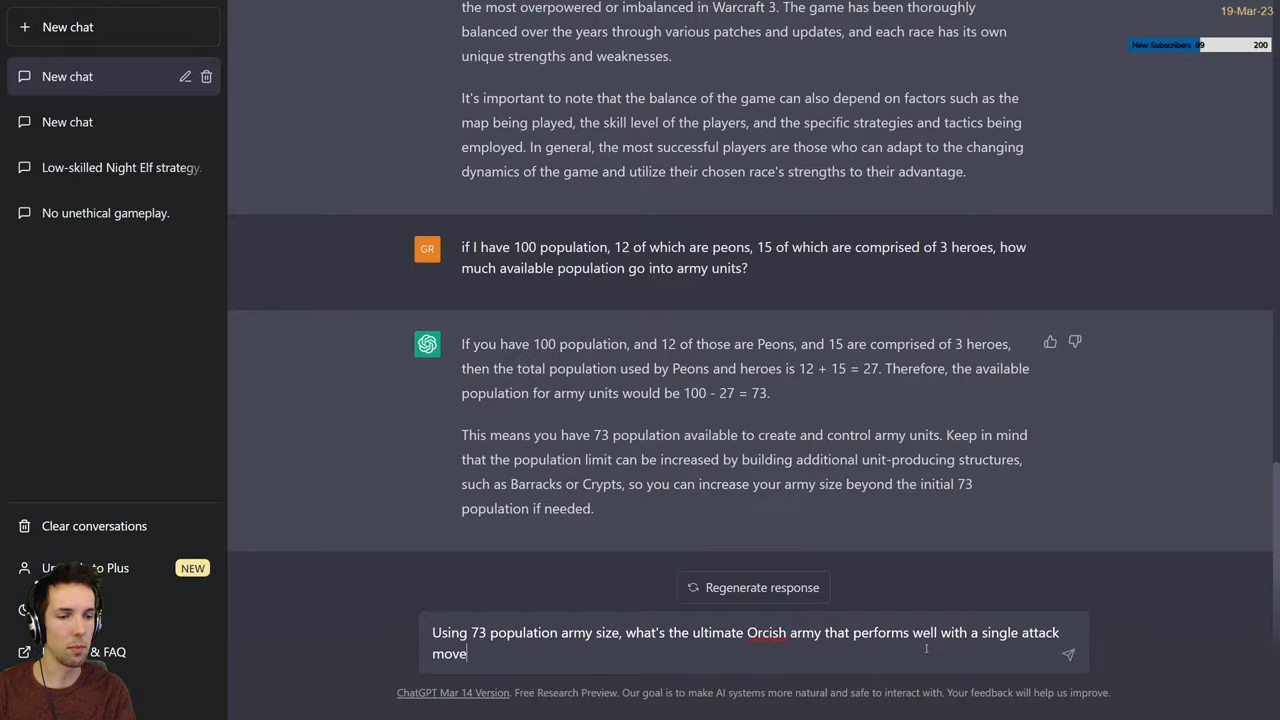 New chat
the most overpowered or imbalanced in Warcraft 3. The game has been thoroughly
balanced over the years through various patches and updates, and each race has its own
unique strengths and weaknesses.
19-Mar-23
New Subscribers 99 200
New chat
New chat
Low-skilled Night Elf strategy.
No unethical gameplay.
It's important to note that the balance of the game can also depend on factors such as the
map being played, the skill level of the players, and the specific strategies and tactics being
employed. In general, the most successful players are those who can adapt to the changing
dynamics of the game and utilize their chosen race's strengths to their advantage.
GR
if I have 100 population, 12 of which are peons, 15 of which are comprised of 3 heroes, how
much available population go into army units?
If you have 100 population, and 12 of those are Peons, and 15 are comprised of 3 heroes,
then the total population used by Peons and heroes is 12 + 15 = 27. Therefore, the available
population for army units would be 100 - 27 = 73.
This means you have 73 population available to create and control army units. Keep in mind
that the population limit can be increased by building additional unit-producing structures,
such as Barracks or Crypts, so you can increase your army size beyond the initial 73
population if needed.
Clear conversations
to Plus
NEW
& FAQ
Regenerate response
Using 73 population army size, what's the ultimate Orcish army that performs well with a single attack
move
ChatGPT Mar 14 Version. Free Research Preview. Our goal is to make AI systems more natural and safe to interact with. Your feedback will help us improve.